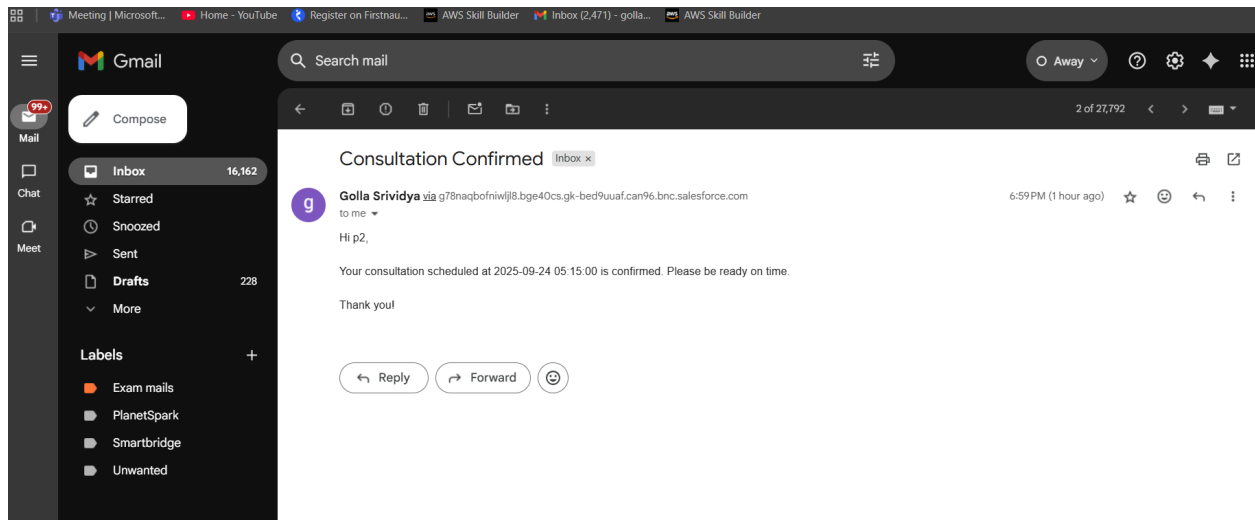 Meeting | Microsoft...
Home - YouTube
Register on Firstnau...
AWS Skill Builder
Inbox (2,471) - golla...
AWS Skill Builder
Gmail
Search mail
Away
99+
Mail
Chat
Meet
Compose
Inbox 16,162
Starred
Snoozed
Sent
Drafts 228
More
Labels +
Exam mails
PlanetSpark
Smartbridge
Unwanted
2 of 27,792
Consultation Confirmed Inbox ×
g
Golla Srividya via g78naqbofniwljl8.bge40cs.gk-bed9uuaf.can96.bnc.salesforce.com
6:59 PM (1 hour ago)
to me
Hi p2,
Your consultation scheduled at 2025-09-24 05:15:00 is confirmed. Please be ready on time.
Thank you!
Reply
Forward